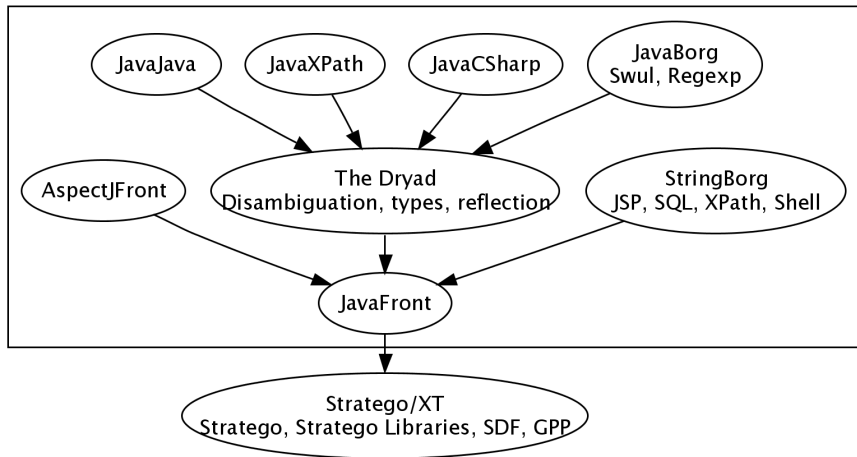 JavaJava
JavaXPath
JavaCSharp
JavaBorg
Swul, Regexp
AspectJFront
The Dryad
Disambiguation, types, reflection
StringBorg
JSP, SQL, XPath, Shell
JavaFront
Stratego/XT
Stratego, Stratego Libraries, SDF, GPP